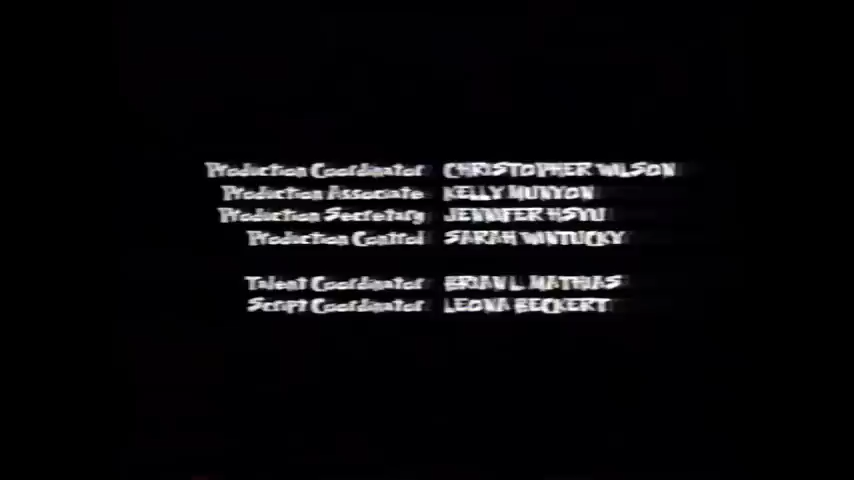 Production Coordinator CHRISTOPHER WILSON
Production Associate KELLY MUNYON
Production Secretary JENNIFER HSYU
Production Control SARAH WINTUCKY
Talent Coordinator BRIAN L. MATHIAS
Script Coordinator LEONA BECKERT